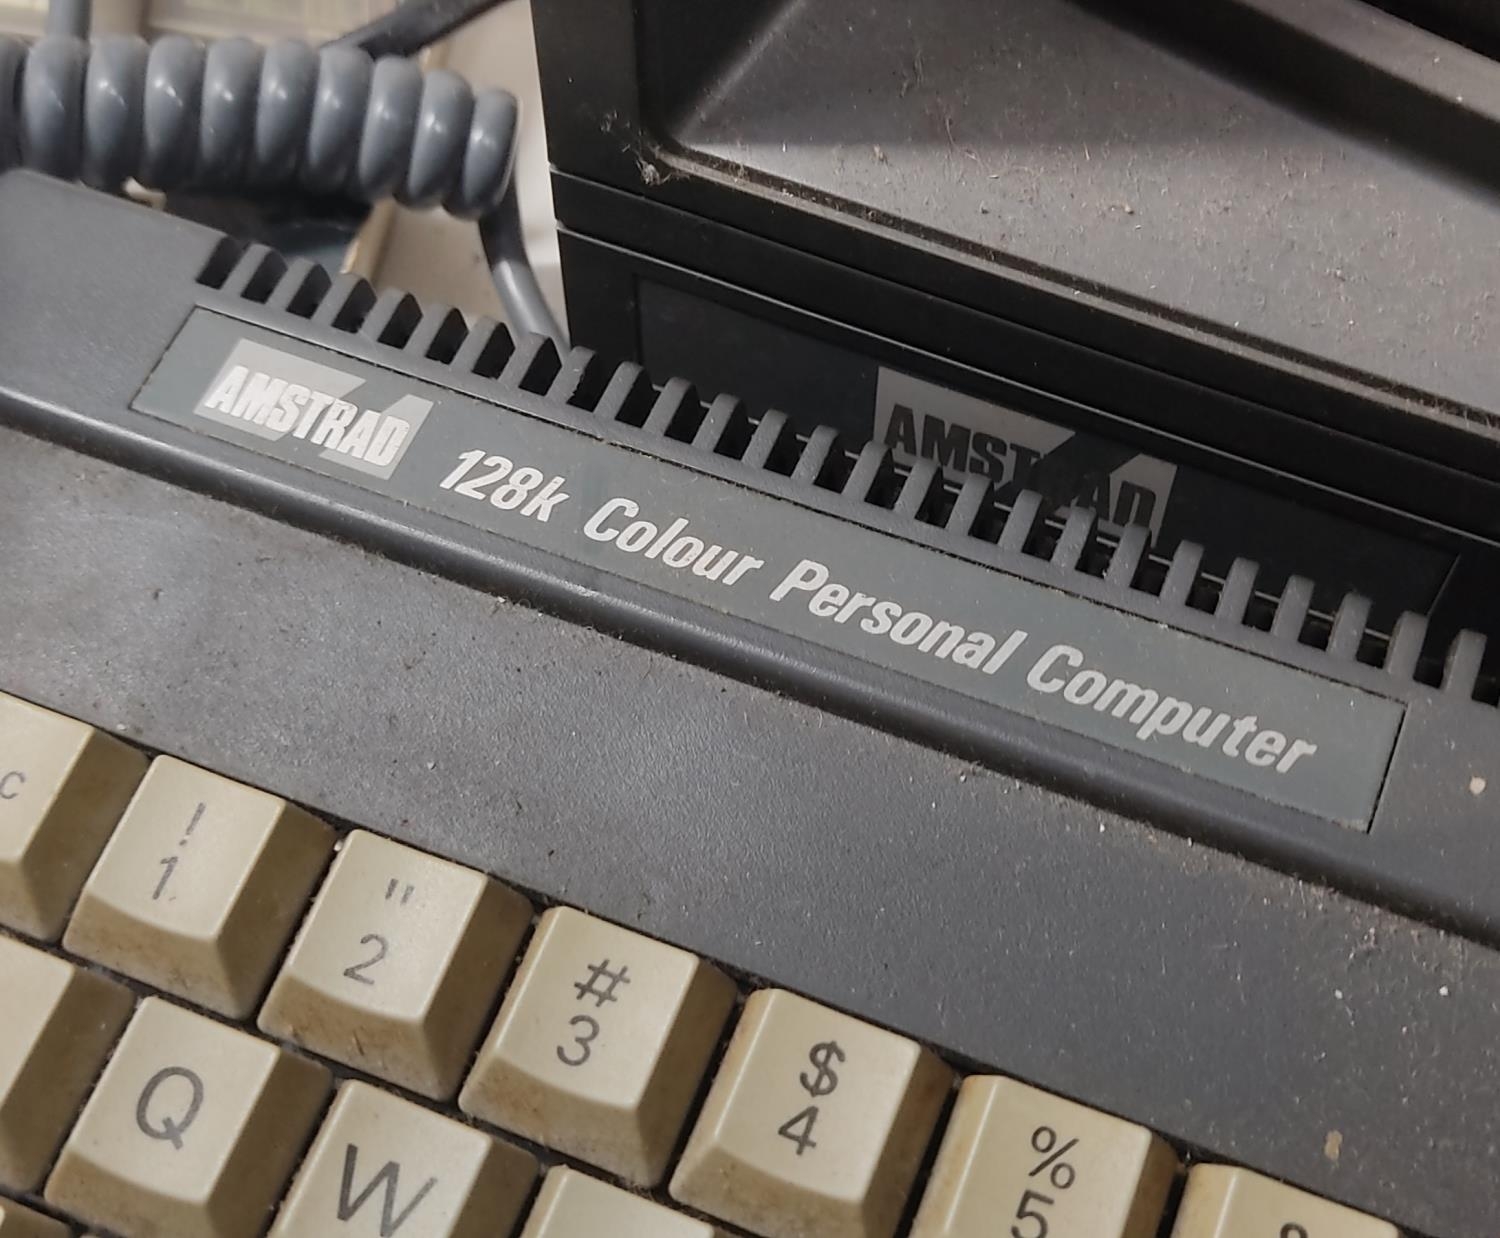 AMSTRAD
AMSTRAD 128k Colour Personal Computer
C ! " # $ %
1 2 3 4 5
Q W